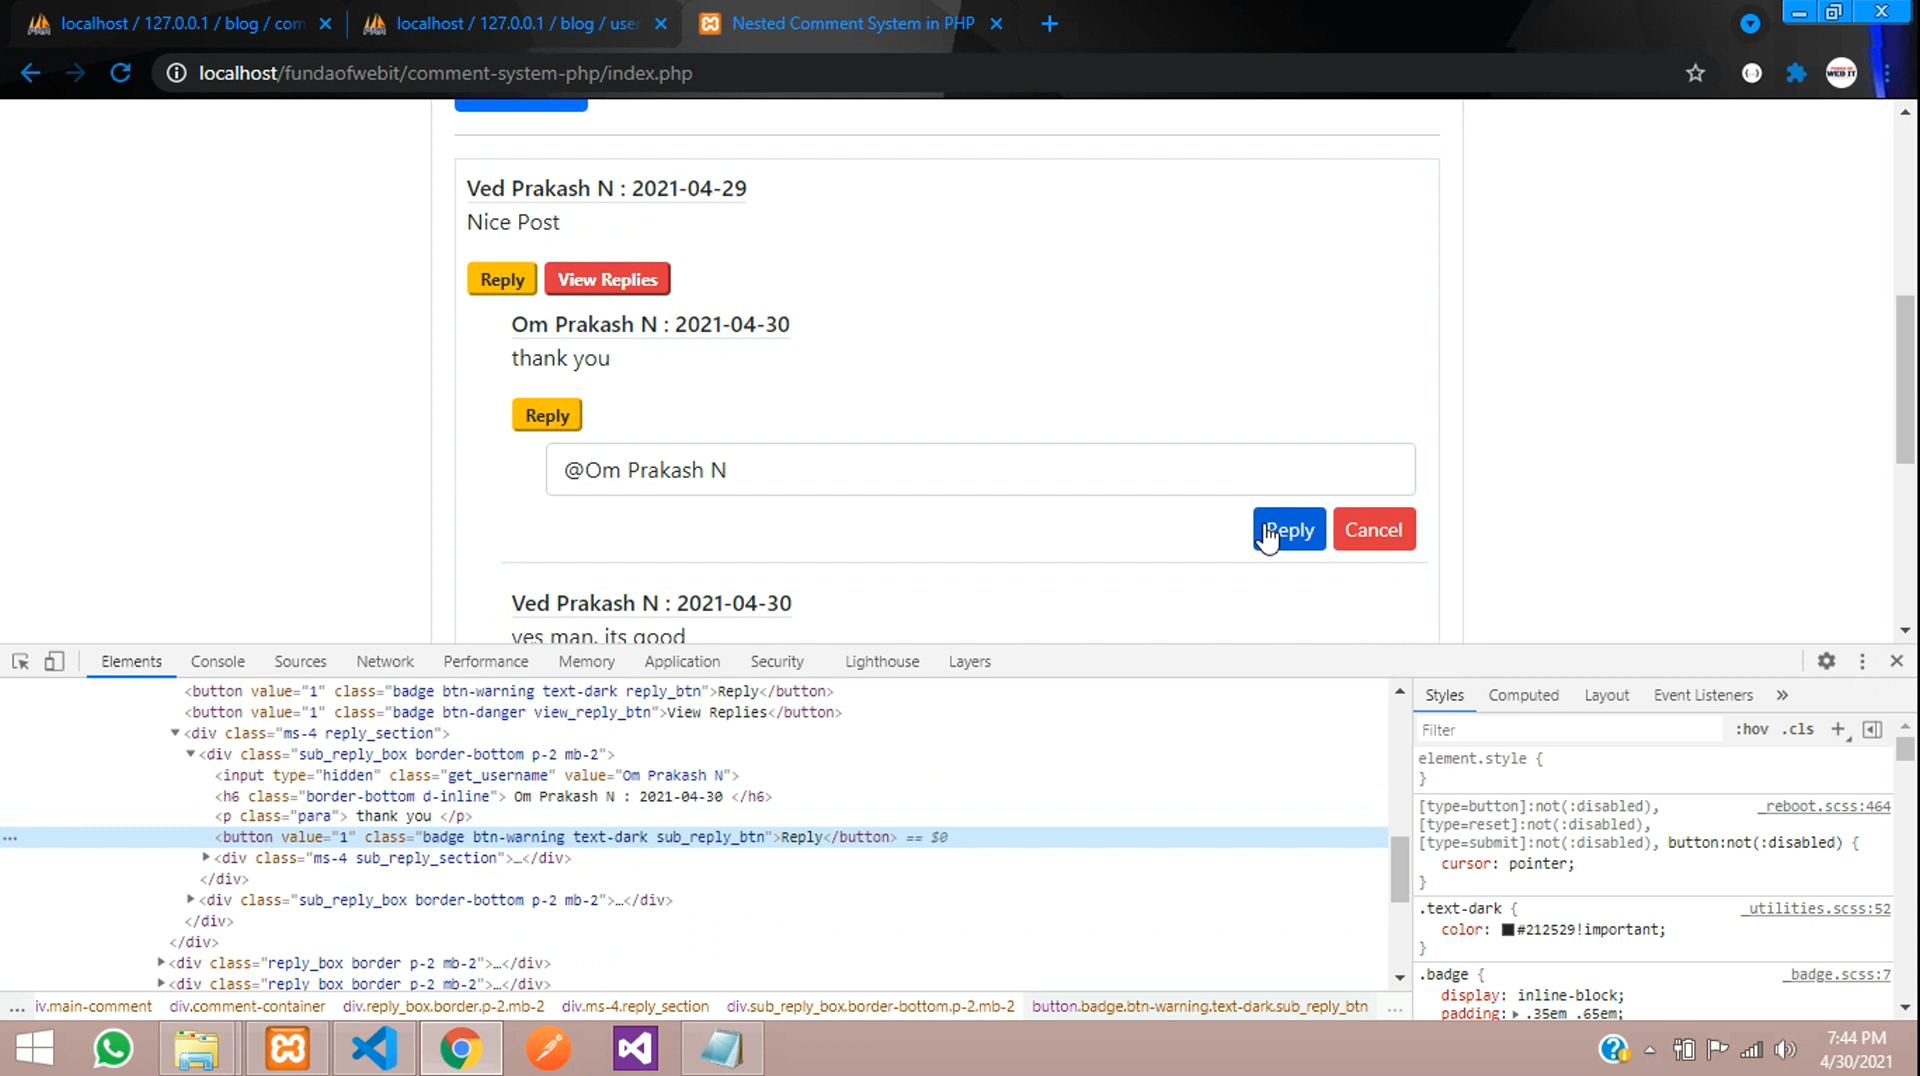 localhost / 127.0.0.1 / blog / com
localhost / 127.0.0.1 / blog / user
Nested Comment System in PHP
localhost/fundaofwebit/comment-system-php/index.php
Ved Prakash N : 2021-04-29
Nice Post
Reply View Replies
Om Prakash N : 2021-04-30
thank you
Reply
@Om Prakash N
Reply Cancel
Ved Prakash N : 2021-04-30
yes man, its good
Elements Console Sources Network Performance Memory Application Security Lighthouse Layers
<button value="1" class="badge btn-warning text-dark reply_btn">Reply</button>
<button value="1" class="badge btn-danger view_reply_btn">View Replies</button>
<div class="ms-4 reply_section">
<div class="sub_reply_box border-bottom p-2 mb-2">
<input type="hidden" class="get_username" value="Om Prakash N">
<h6 class="border-bottom d-inline"> Om Prakash N : 2021-04-30 </h6>
<p class="para"> thank you </p>
<button value="1" class="badge btn-warning text-dark sub_reply_btn">Reply</button> == $0
<div class="ms-4 sub_reply_section">…</div>
</div>
<div class="sub_reply_box border-bottom p-2 mb-2">…</div>
</div>
</div>
<div class="reply_box border p-2 mb-2">…</div>
<div class="reply_box border p-2 mb-2">…</div>
... iv.main-comment div.comment-container div.reply_box.border.p-2.mb-2 div.ms-4.reply_section div.sub_reply_box.border-bottom.p-2.mb-2 button.badge.btn-warning.text-dark.sub_reply_btn ...
Styles Computed Layout Event Listeners »
Filter :hov .cls +
element.style {
}
[type=button]:not(:disabled), _reboot.scss:464
[type=reset]:not(:disabled),
[type=submit]:not(:disabled), button:not(:disabled) {
cursor: pointer;
}
.text-dark { _utilities.scss:52
color: #212529!important;
}
.badge { _badge.scss:7
display: inline-block;
padding: .35em .65em;
7:44 PM
4/30/2021